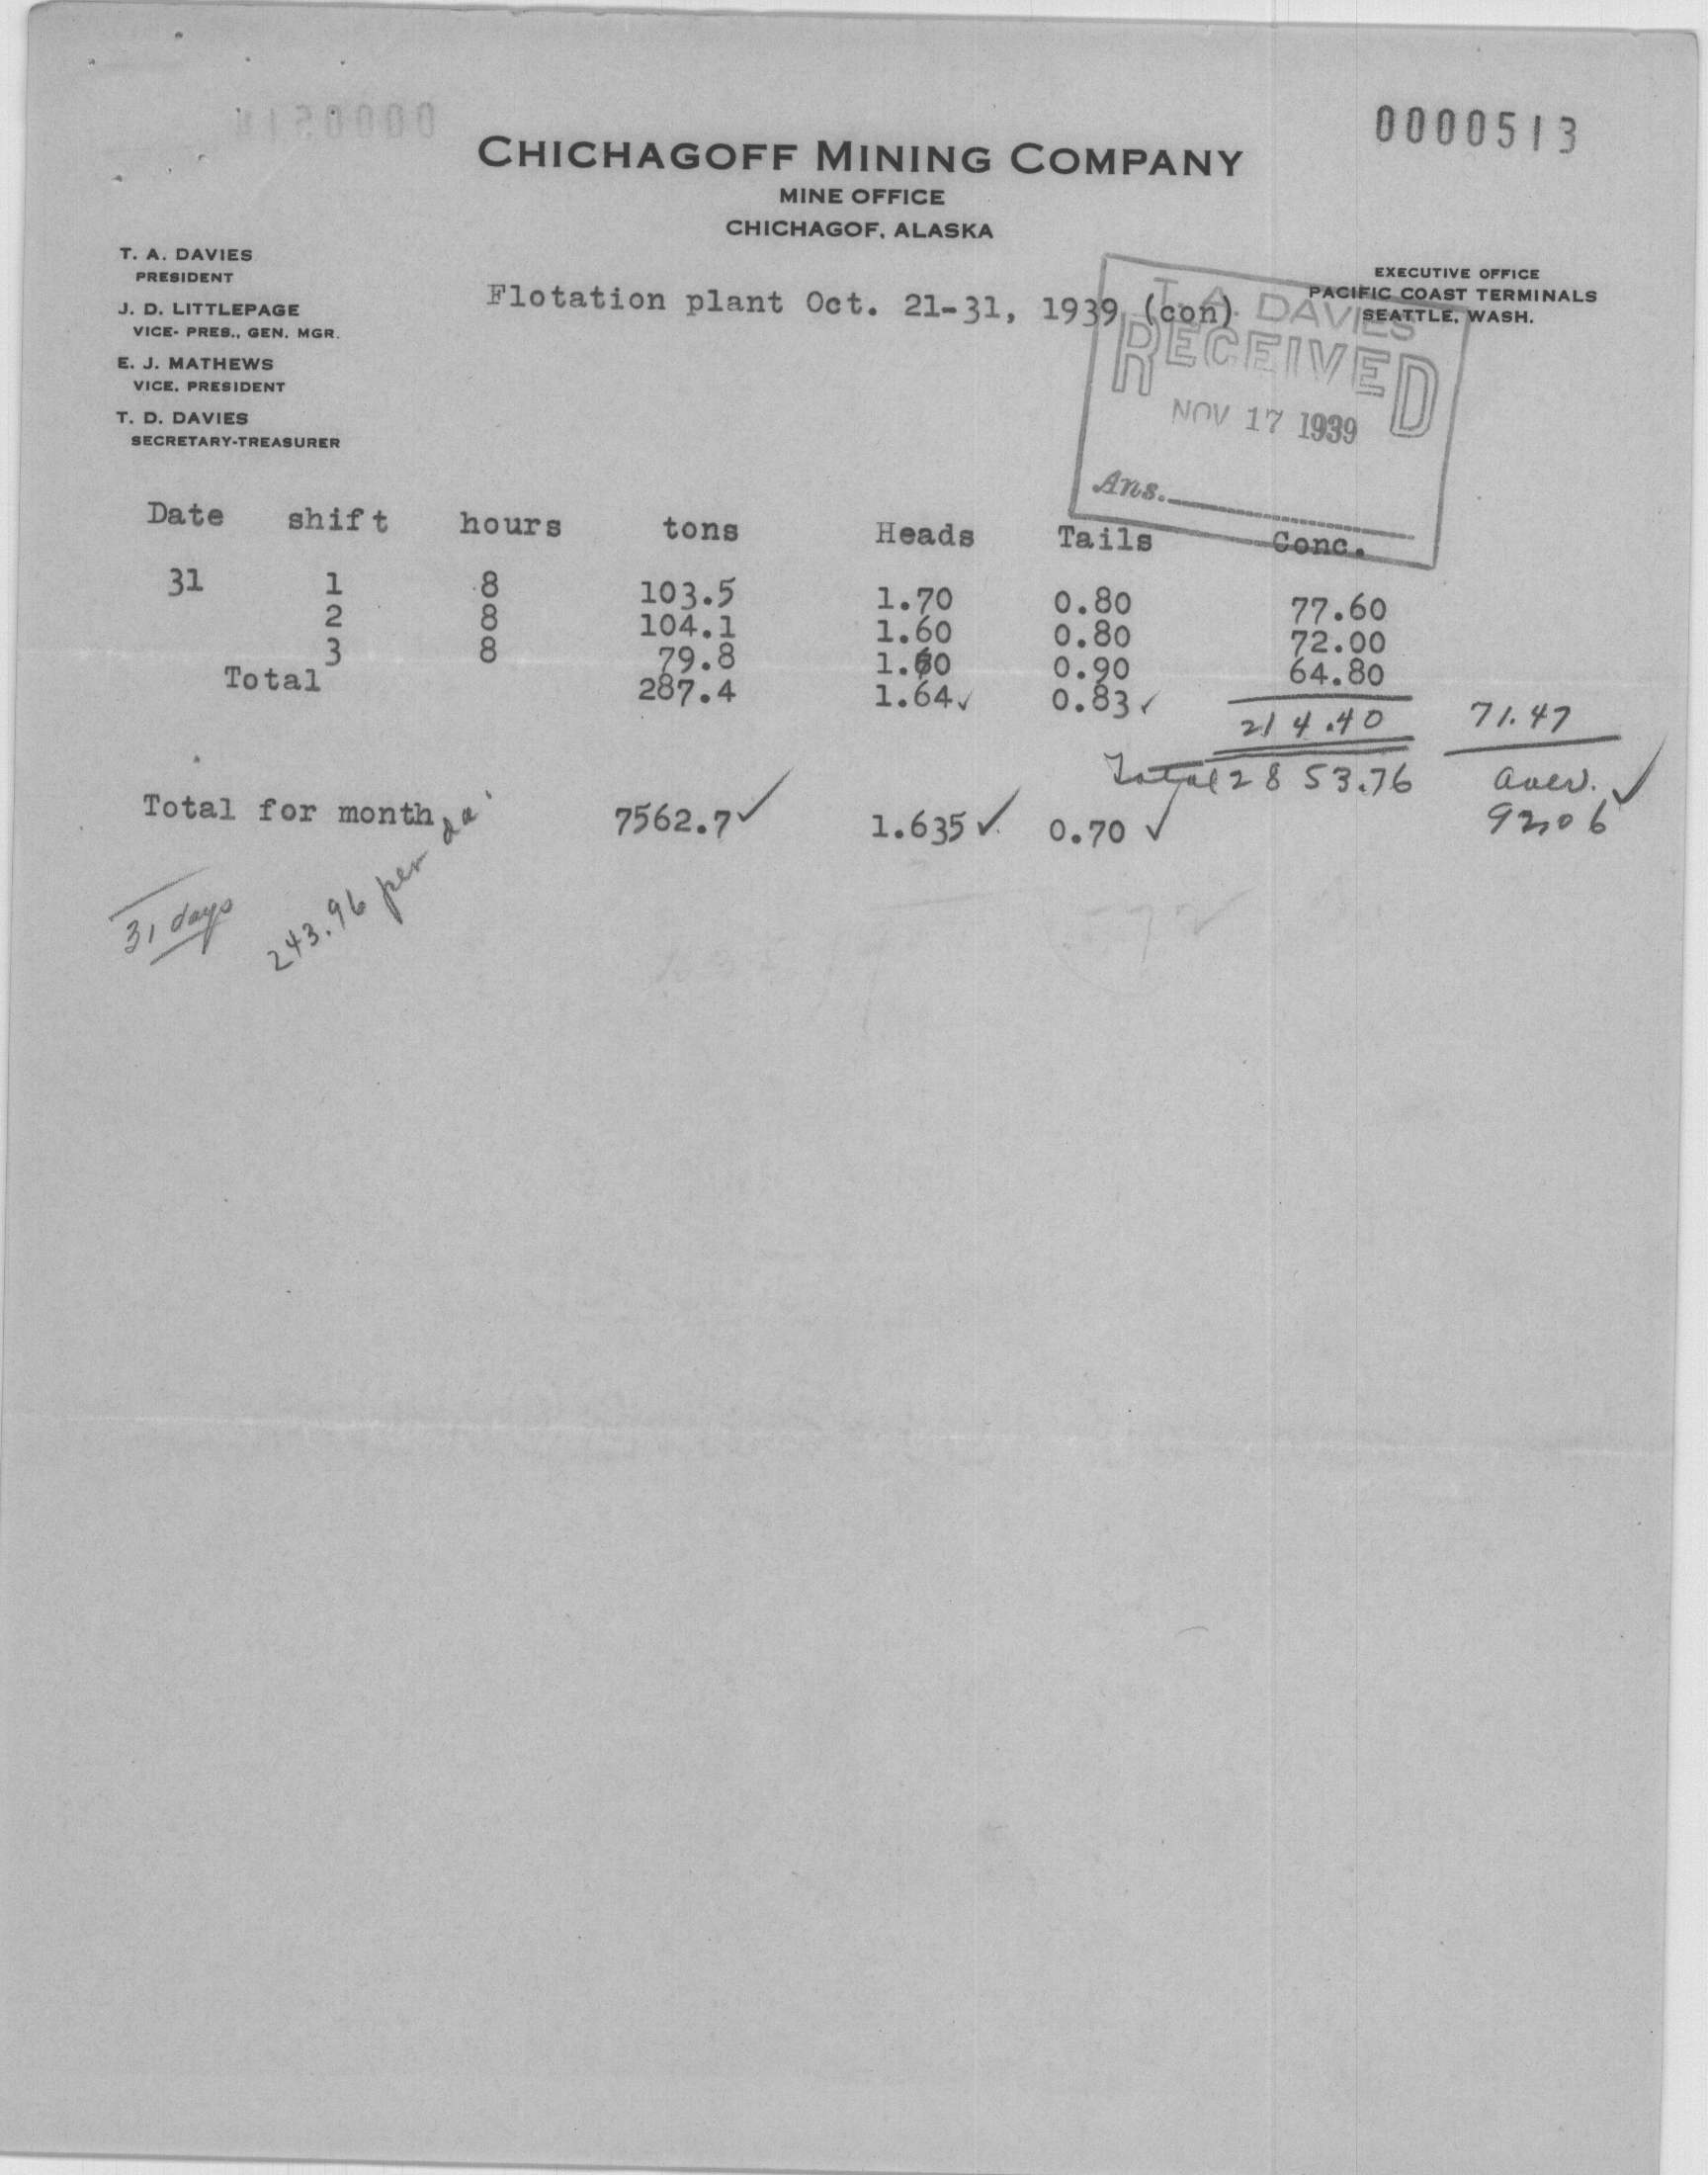 0000513
CHICHAGOFF MINING COMPANY
MINE OFFICE
CHICHAGOF, ALASKA
T. A. DAVIES
PRESIDENT
J. D. LITTLEPAGE
VICE- PRES., GEN. MGR.
E. J. MATHEWS
VICE. PRESIDENT
T. D. DAVIES
SECRETARY-TREASURER
EXECUTIVE OFFICE
PACIFIC COAST TERMINALS
SEATTLE, WASH.
Flotation plant Oct. 21-31, 1939 (con)
T. A. DAVIES
RECEIVED
NOV 17 1939
Ans.
Date shift hours tons Heads Tails Conc.
31 1 8 103.5 1.70 0.80 77.60
2 8 104.1 1.60 0.80 72.00
3 8 79.8 1.60 0.90 64.80
Total 287.4 1.64✓ 0.83✓
214.40 71.47
Total 2853.76 aver. ✓
Total for month 7562.7✓ 1.635✓ 0.70✓ 92.06
31 days
243.96 per da